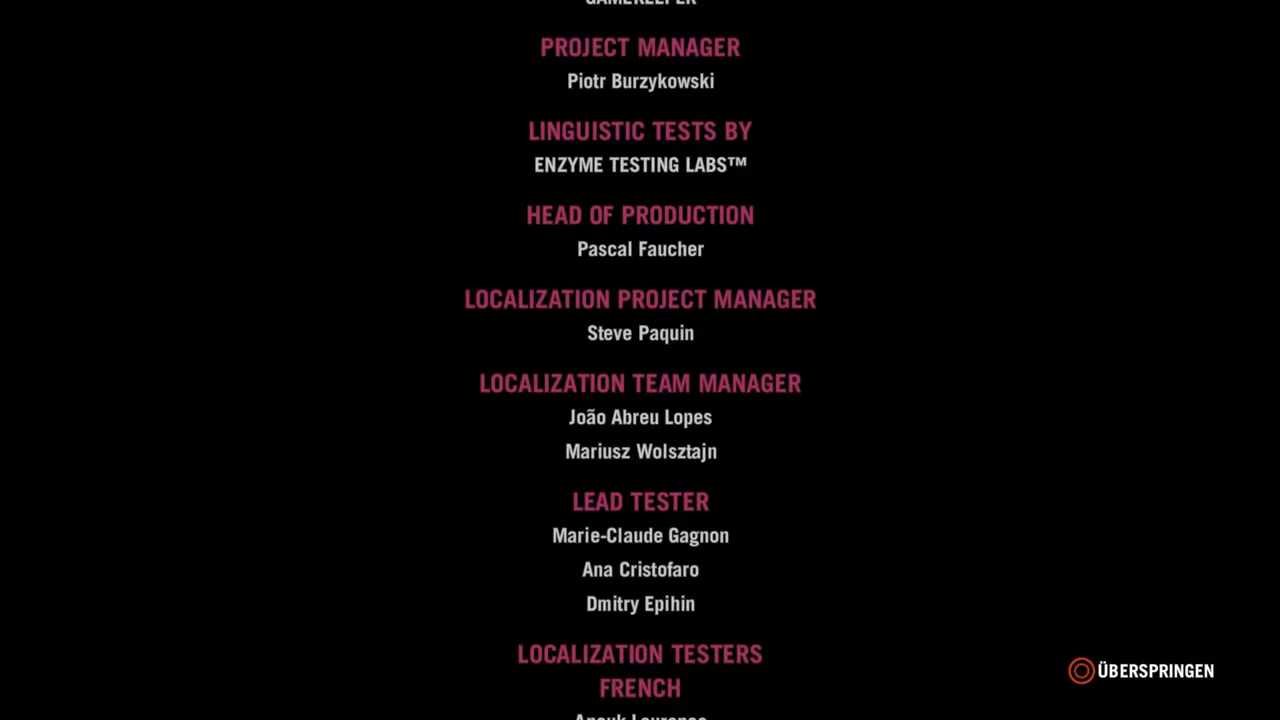 GAMEKEEPER
PROJECT MANAGER
Piotr Burzykowski
LINGUISTIC TESTS BY
ENZYME TESTING LABS™
HEAD OF PRODUCTION
Pascal Faucher
LOCALIZATION PROJECT MANAGER
Steve Paquin
LOCALIZATION TEAM MANAGER
João Abreu Lopes
Mariusz Wolsztajn
LEAD TESTER
Marie-Claude Gagnon
Ana Cristofaro
Dmitry Epihin
LOCALIZATION TESTERS
FRENCH
ÜBERSPRINGEN